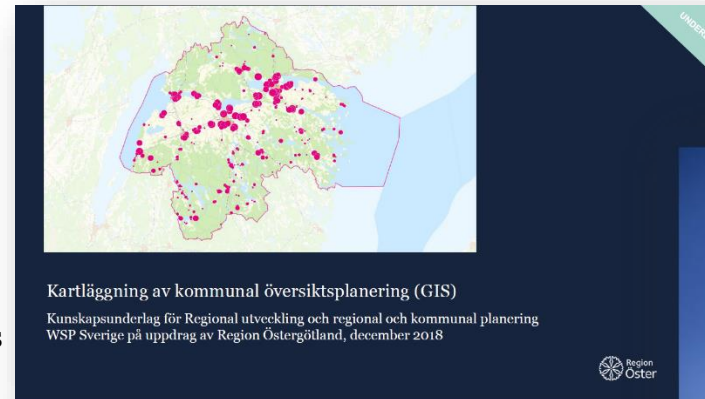 UNDER
Kartläggning av kommunal översiktsplanering (GIS)
Kunskapsunderlag för Regional utveckling och regional och kommunal planering
WSP Sverige på uppdrag av Region Östergötland, december 2018
s
Region
Öster